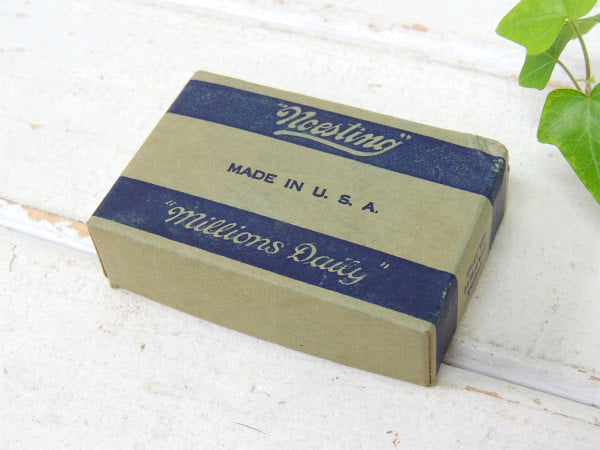 "Noesting"
MADE IN U. S. A.
"Millions Daily"